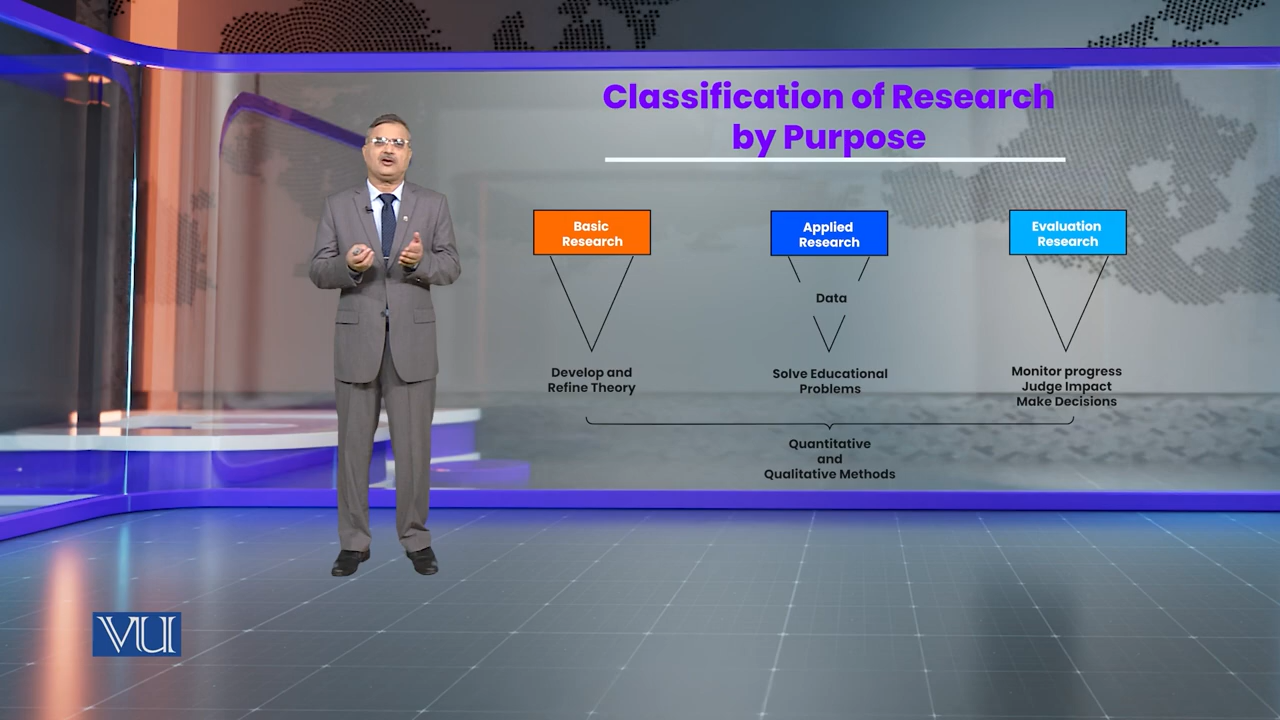 Classification of Research
by Purpose
Basic
Research
Applied
Research
Evaluation
Research
Data
Develop and
Refine Theory
Solve Educational
Problems
Monitor progress
Judge Impact
Make Decisions
Quantitative
and
Qualitative Methods
VU